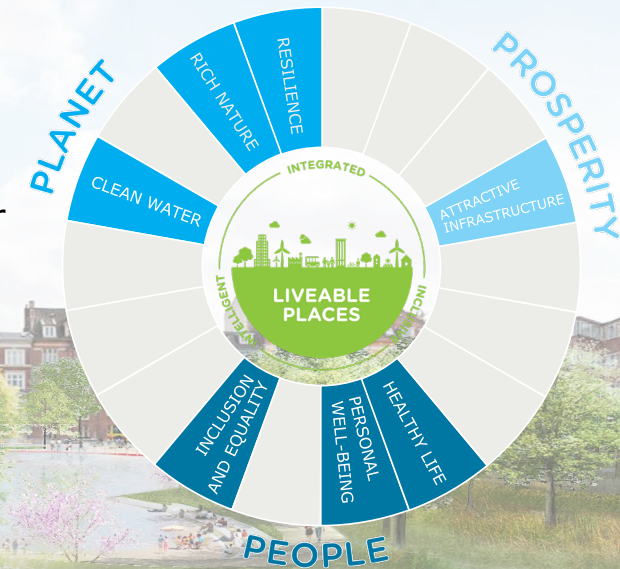 PLANET
PROSPERITY
PEOPLE
RICH NATURE
RESILIENCE
CLEAN WATER
ATTRACTIVE
INFRASTRUCTURE
INCLUSION
AND EQUALITY
PERSONAL
WELL-BEING
HEALTHY LIFE
INTEGRATED
INTELLIGENT
LIVEABLE
PLACES
r